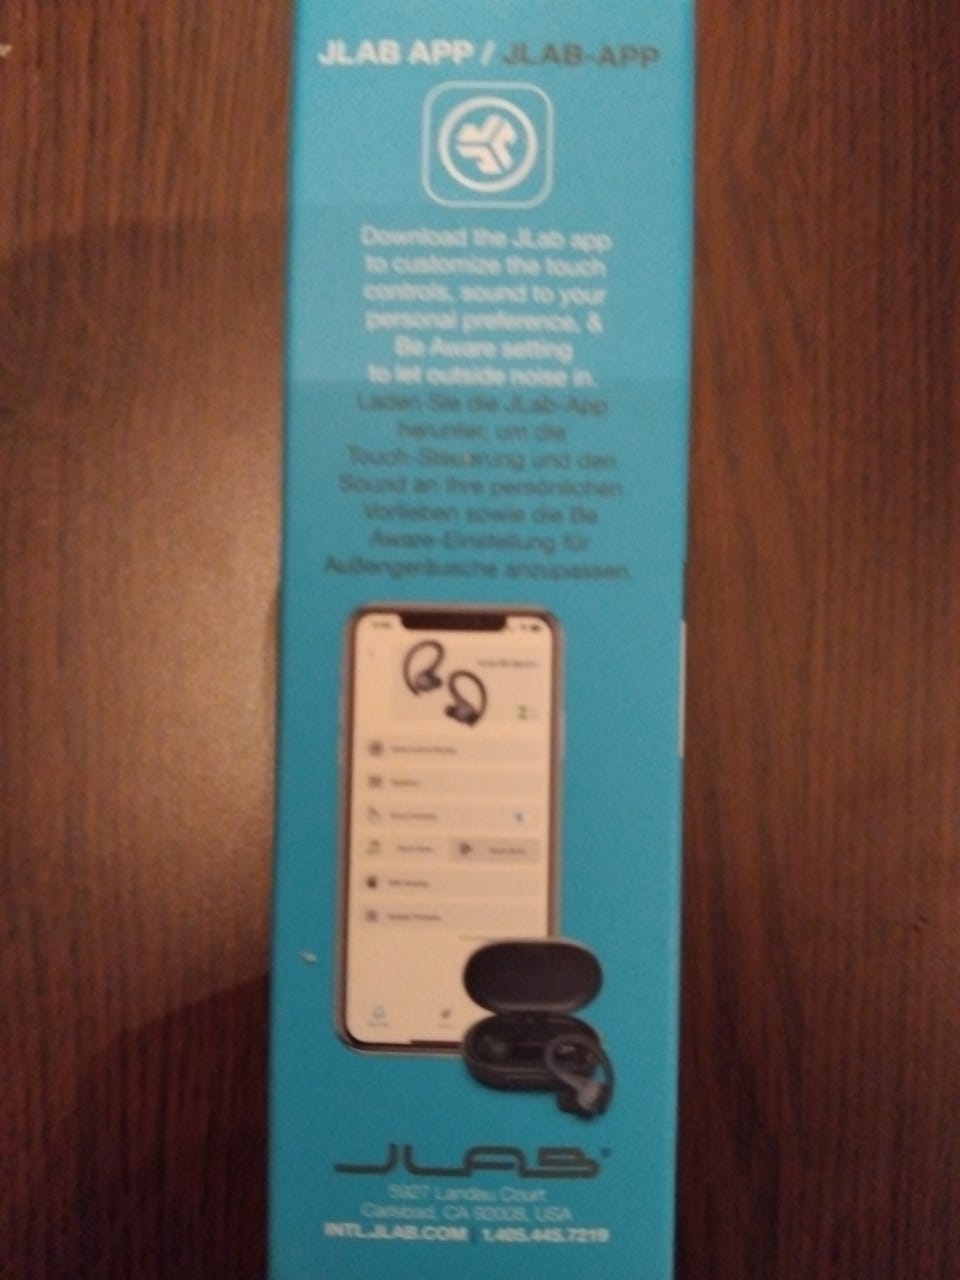 JLAB APP / JLAB-APP
Download the JLab app
to customize the touch
controls, sound to your
personal preference, &
Be Aware setting
to let outside noise in.
Laden Sie die JLab-App
herunter, um die
Touch-Steuerung und den
Sound an Ihre persönlichen
Vorlieben sowie die Be
Aware-Einstellung für
Außengeräusche anzupassen.
JLAB
5927 Landau Court
Carlsbad, CA 92008, USA
INTL.JLAB.COM | 1.405.445.7219